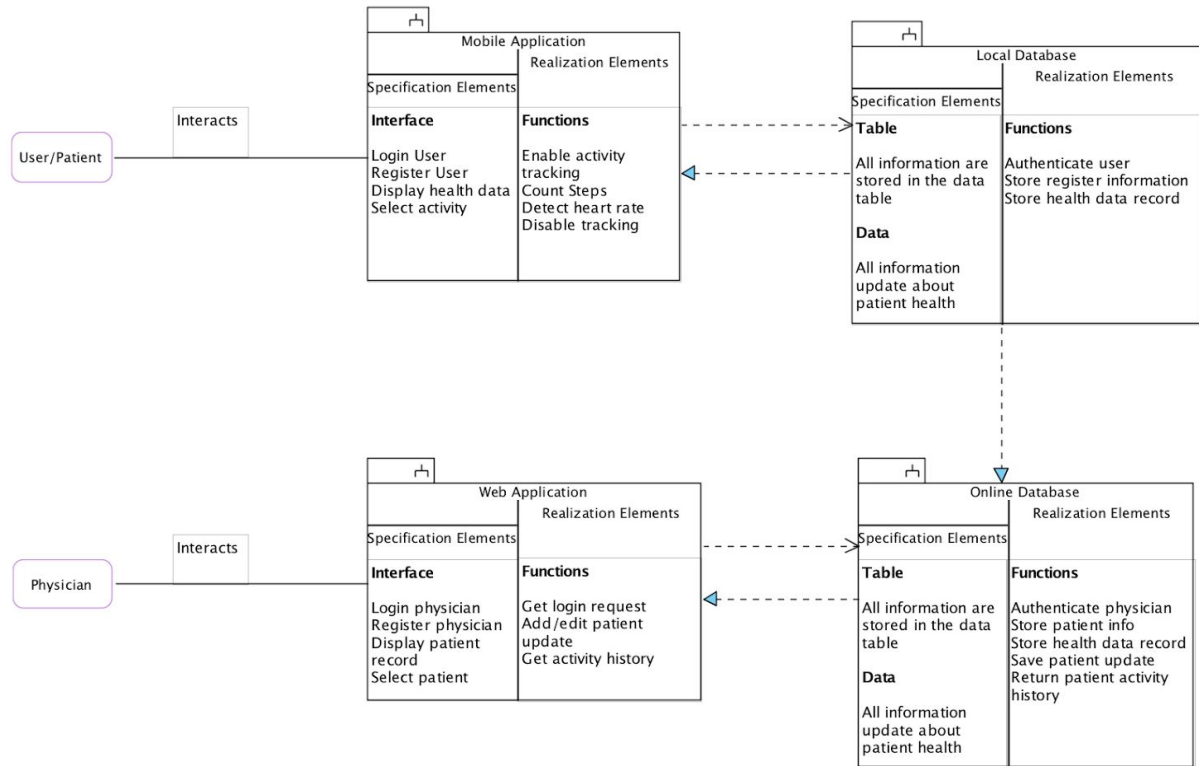 Mobile Application
Realization Elements
Specification Elements
Interface
Login User
Register User
Display health data
Select activity
Functions
Enable activity
tracking
Count Steps
Detect heart rate
Disable tracking
Local Database
Realization Elements
Specification Elements
Table
All information are
stored in the data
table
Data
All information
update about
patient health
Functions
Authenticate user
Store register information
Store health data record
Interacts
User/Patient
Web Application
Realization Elements
Specification Elements
Interface
Login physician
Register physician
Display patient
record
Select patient
Functions
Get login request
Add/edit patient
update
Get activity history
Online Database
Realization Elements
Specification Elements
Table
All information are
stored in the data
table
Data
All information
update about
patient health
Functions
Authenticate physician
Store patient info
Store health data record
Save patient update
Return patient activity
history
Interacts
Physician